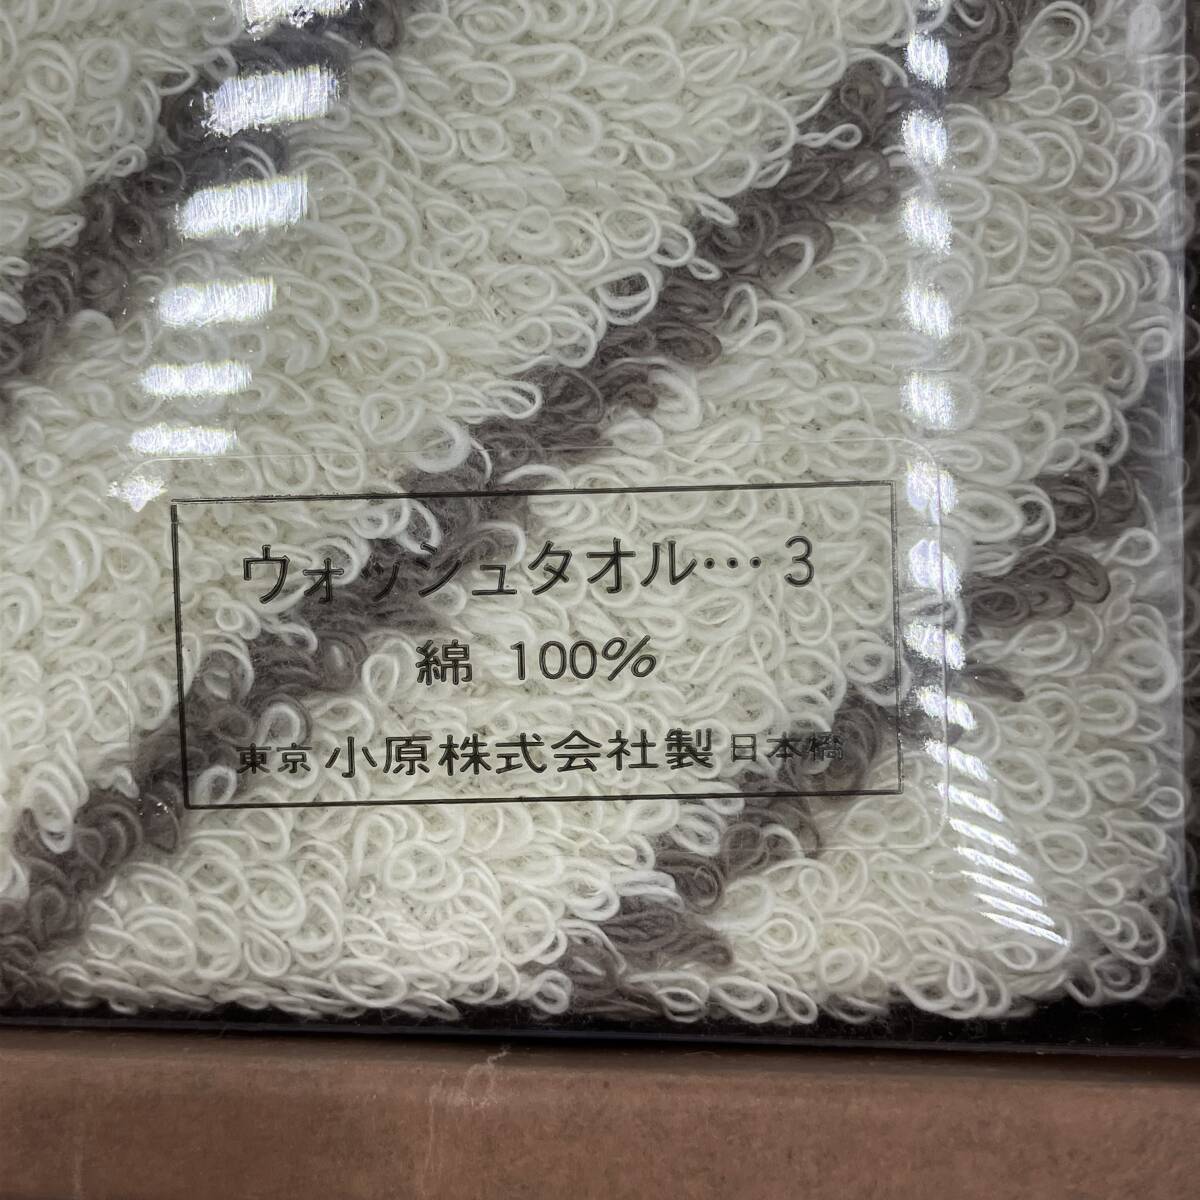 ウォッシュタオル…3
綿 100%
東京 小原株式会社製 日本橋